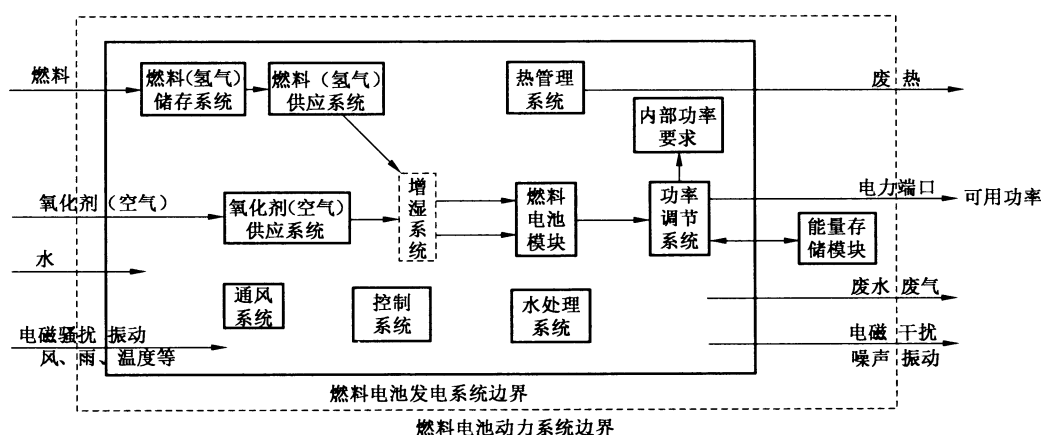 燃料
燃料(氢气)
储存系统
燃料(氢气)
供应系统
热管理
系统
废 热
内部功率
要求
氧化剂(空气)
氧化剂(空气)
供应系统
增
湿
系
统
燃料
电池
模块
功率
调节
系统
电力端口
可用功率
能量存
储模块
水
通风
系统
控制
系统
水处理
系统
废水 废气
电磁骚扰 振动
风、雨、温度等
电磁 干扰
噪声 振动
燃料电池发电系统边界
燃料电池动力系统边界